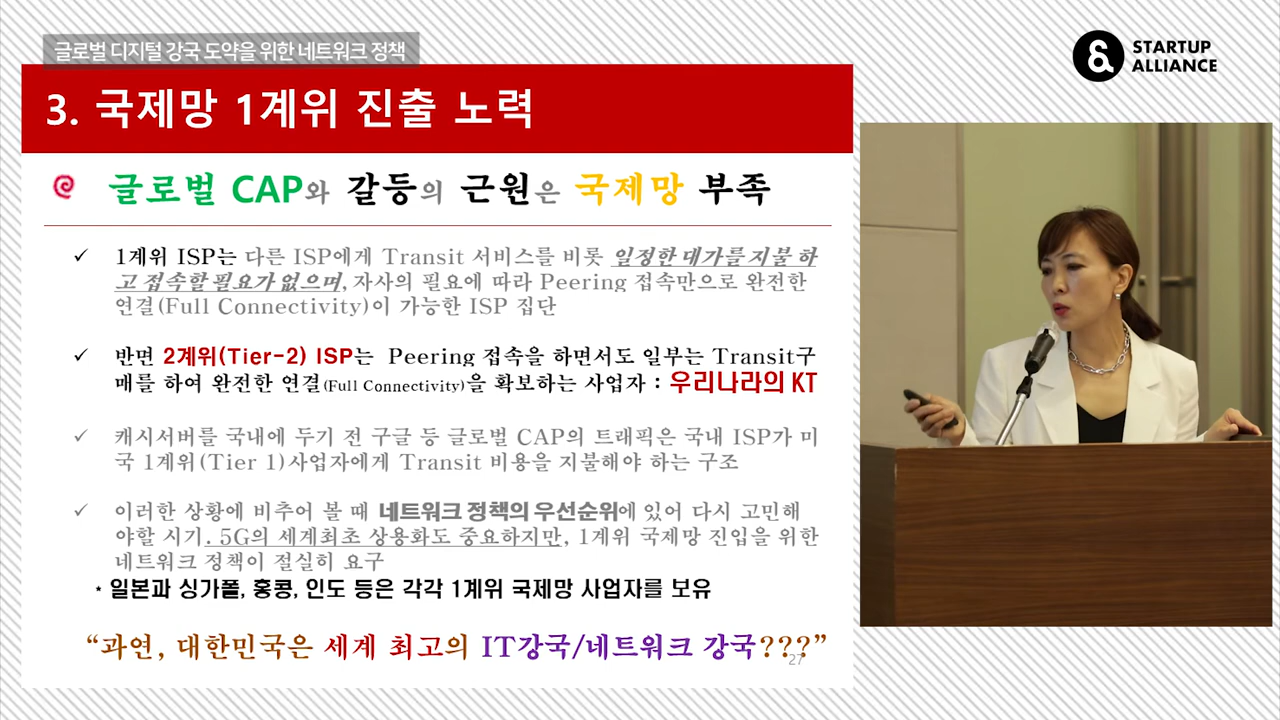 글로벌 디지털 강국 도약을 위한 네트워크 정책
STARTUP
ALLIANCE
3. 국제망 1계위 진출 노력
글로벌 CAP와 갈등의 근원은 국제망 부족
✓ 1계위 ISP는 다른 ISP에게 Transit 서비스를 비롯 일정한 대가를 지불 하
고 접속할 필요가 없으며, 자사의 필요에 따라 Peering 접속만으로 완전한
연결(Full Connectivity)이 가능한 ISP 집단
✓ 반면 2계위(Tier-2) ISP는 Peering 접속을 하면서도 일부는 Transit구
매를 하여 완전한 연결(Full Connectivity)을 확보하는 사업자 : 우리나라의 KT
✓ 캐시서버를 국내에 두기 전 구글 등 글로벌 CAP의 트래픽은 국내 ISP가 미
국 1계위(Tier 1)사업자에게 Transit 비용을 지불해야 하는 구조
✓ 이러한 상황에 비추어 볼 때 네트워크 정책의 우선순위에 있어 다시 고민해
야할 시기. 5G의 세계최초 상용화도 중요하지만, 1계위 국제망 진입을 위한
네트워크 정책이 절실히 요구
* 일본과 싱가폴, 홍콩, 인도 등은 각각 1계위 국제망 사업자를 보유
“과연, 대한민국은 세계 최고의 IT강국/네트워크 강국???”
27